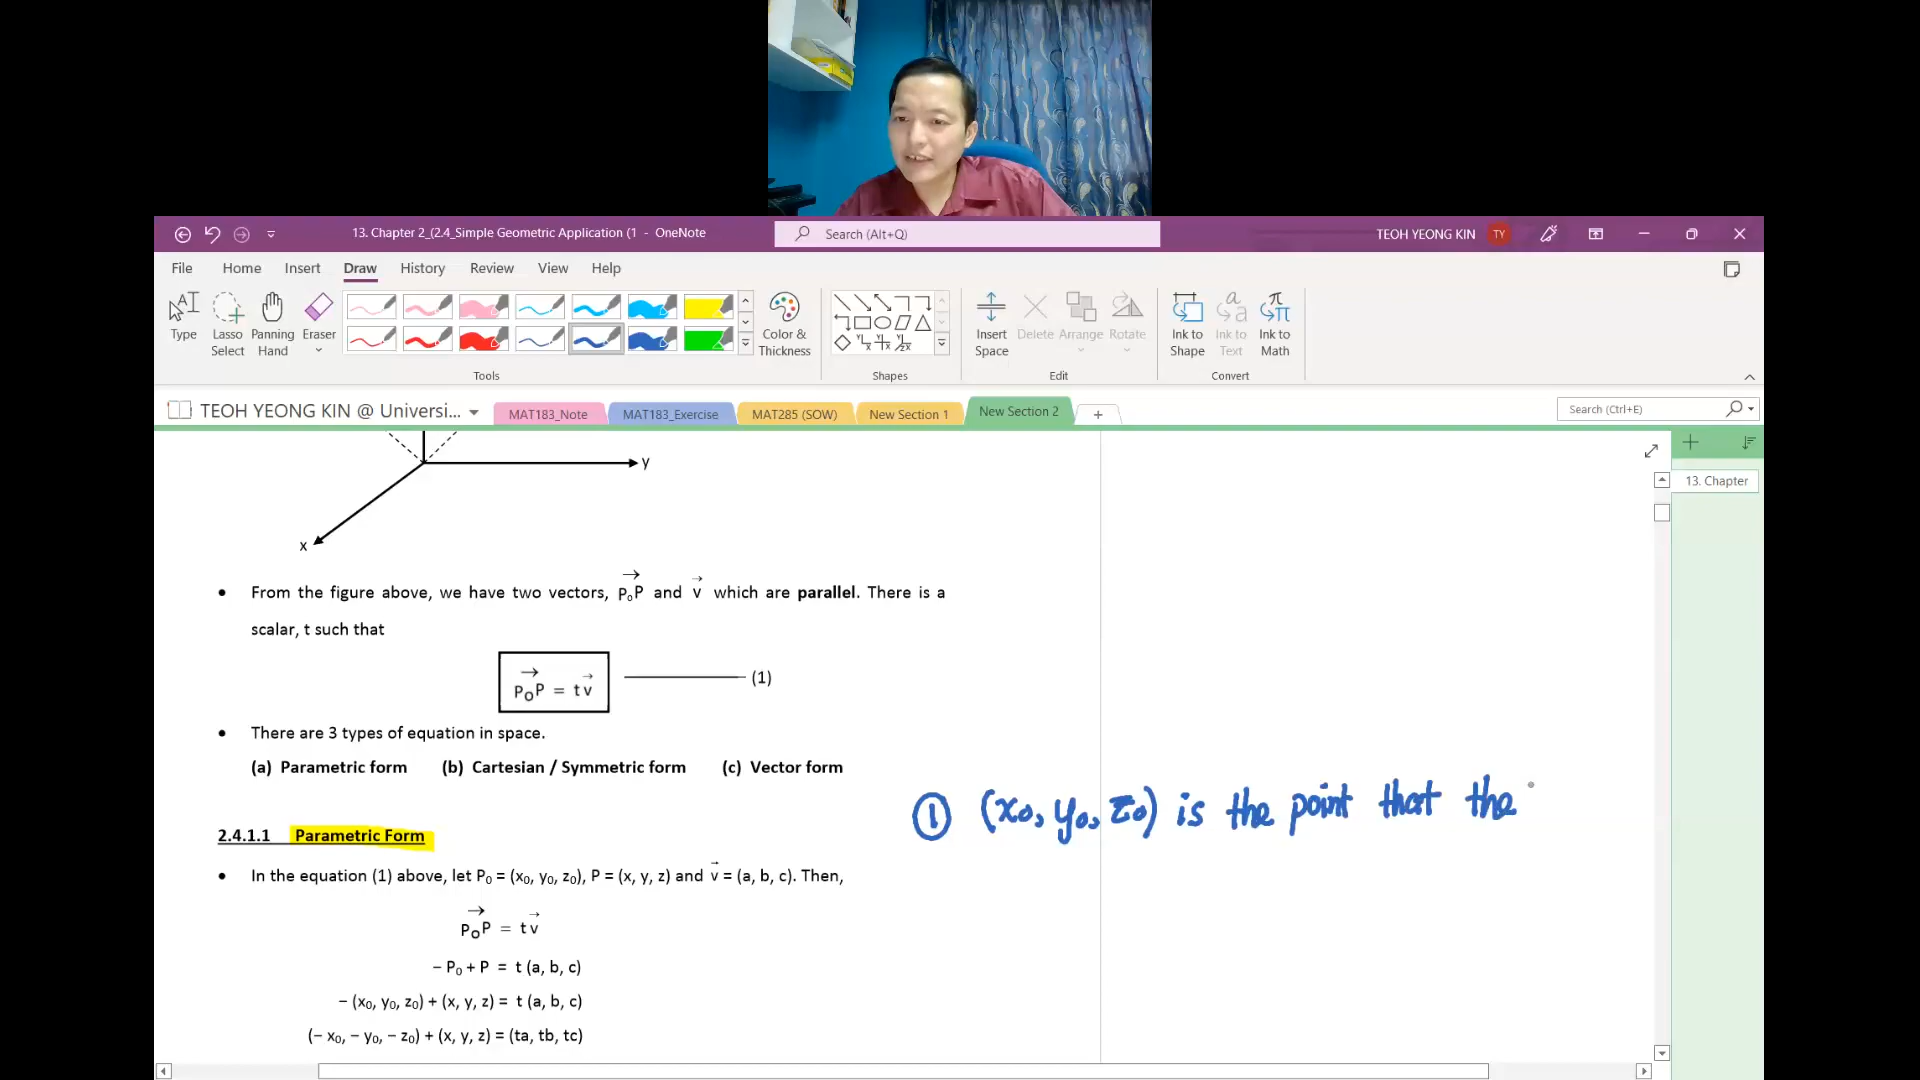 13. Chapter 2_(2.4_Simple Geometric Application (1 - OneNote
Search (Alt+Q)
TEOH YEONG KIN TY
File Home Insert Draw History Review View Help
Type
Lasso Select
Panning Hand
Eraser
Color & Thickness
Insert Space
Delete
Arrange
Rotate
Ink to Shape
Ink to Text
Ink to Math
Tools Shapes Edit Convert
TEOH YEONG KIN @ Universi... MAT183_Note MAT183_Exercise MAT285 (SOW) New Section 1 New Section 2 +
Search (Ctrl+E)
13. Chapter
y
x
• From the figure above, we have two vectors, P₀P⃗ and v⃗ which are parallel. There is a
scalar, t such that
P₀P⃗ = t v⃗ (1)
• There are 3 types of equation in space.
(a) Parametric form (b) Cartesian / Symmetric form (c) Vector form
① (x₀, y₀, z₀) is the point that the
2.4.1.1 Parametric Form
• In the equation (1) above, let P₀ = (x₀, y₀, z₀), P = (x, y, z) and v⃗ = (a, b, c). Then,
P₀P⃗ = t v⃗
– P₀ + P = t (a, b, c)
– (x₀, y₀, z₀) + (x, y, z) = t (a, b, c)
(– x₀, – y₀, – z₀) + (x, y, z) = (ta, tb, tc)